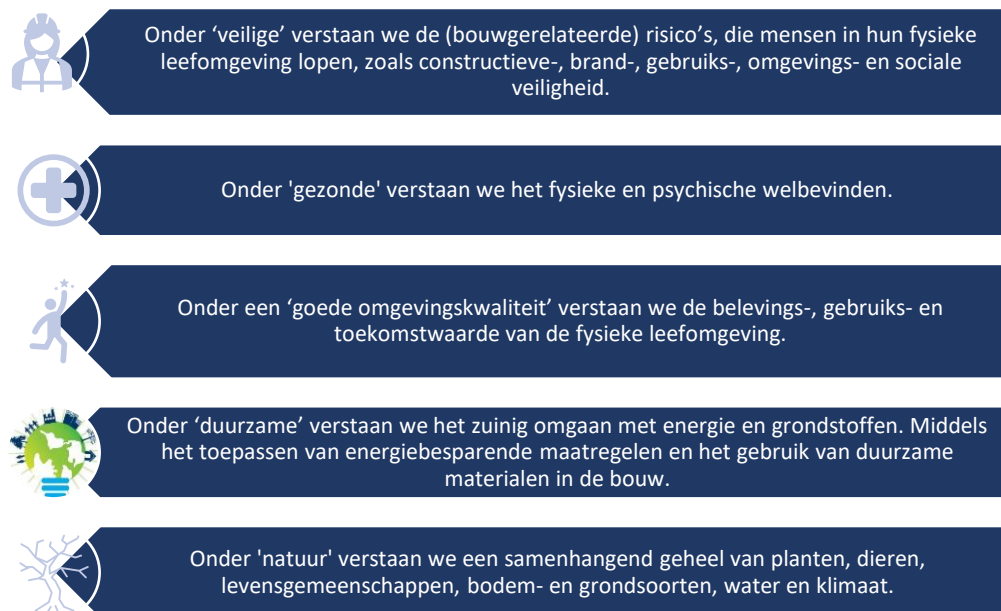 Onder ‘veilige’ verstaan we de (bouwgerelateerde) risico’s, die mensen in hun fysieke
leefomgeving lopen, zoals constructieve-, brand-, gebruiks-, omgevings- en sociale
veiligheid.
Onder 'gezonde' verstaan we het fysieke en psychische welbevinden.
Onder een ‘goede omgevingskwaliteit’ verstaan we de belevings-, gebruiks- en
toekomstwaarde van de fysieke leefomgeving.
Onder ‘duurzame’ verstaan we het zuinig omgaan met energie en grondstoffen. Middels
het toepassen van energiebesparende maatregelen en het gebruik van duurzame
materialen in de bouw.
Onder 'natuur' verstaan we een samenhangend geheel van planten, dieren,
levensgemeenschappen, bodem- en grondsoorten, water en klimaat.